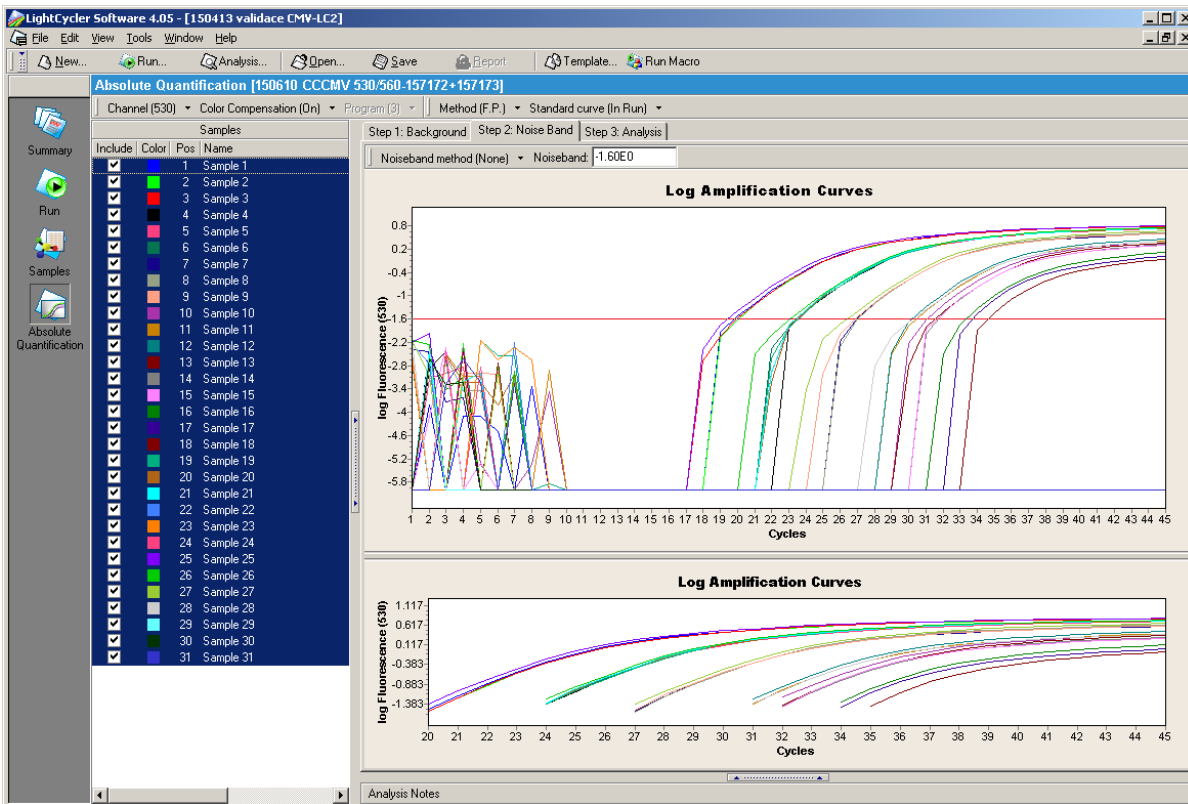 LightCycler Software 4.05 - [150413 validace CMV-LC2]
File Edit View Tools Window Help
New... Run... Analysis... Open... Save Report Template... Run Macro
Absolute Quantification [150610 CCCMV 530/560-157172+157173]
Channel (530) Color Compensation (On) Program (3) Method (F.P.) Standard curve (In Run)
Summary
Run
Samples
Absolute
Quantification
Samples
Include Color Pos Name
1 Sample 1
2 Sample 2
3 Sample 3
4 Sample 4
5 Sample 5
6 Sample 6
7 Sample 7
8 Sample 8
9 Sample 9
10 Sample 10
11 Sample 11
12 Sample 12
13 Sample 13
14 Sample 14
15 Sample 15
16 Sample 16
17 Sample 17
18 Sample 18
19 Sample 19
20 Sample 20
21 Sample 21
22 Sample 22
23 Sample 23
24 Sample 24
25 Sample 25
26 Sample 26
27 Sample 27
28 Sample 28
29 Sample 29
30 Sample 30
31 Sample 31
Step 1: Background Step 2: Noise Band Step 3: Analysis
Noiseband method (None) Noiseband: -1.60E0
Log Amplification Curves
log Fluorescence (530)
0.8
0.2
-0.4
-1
-1.6
-2.2
-2.8
-3.4
-4
-4.6
-5.2
-5.8
1 2 3 4 5 6 7 8 9 10 11 12 13 14 15 16 17 18 19 20 21 22 23 24 25 26 27 28 29 30 31 32 33 34 35 36 37 38 39 40 41 42 43 44 45
Cycles
Log Amplification Curves
log Fluorescence (530)
1.117
0.617
0.117
-0.383
-0.883
-1.383
20 21 22 23 24 25 26 27 28 29 30 31 32 33 34 35 36 37 38 39 40 41 42 43 44 45
Cycles
Analysis Notes